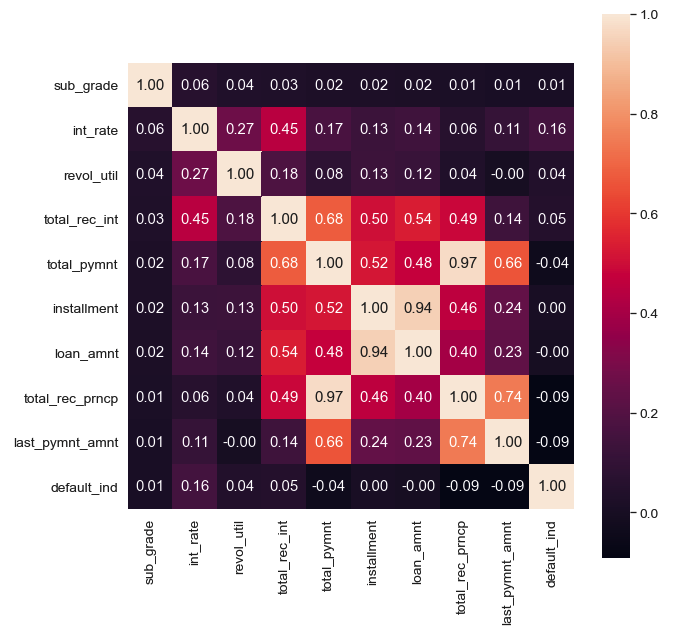 1.0
sub_grade 1.00 0.06 0.04 0.03 0.02 0.02 0.02 0.01 0.01 0.01
int_rate 0.06 1.00 0.27 0.45 0.17 0.13 0.14 0.06 0.11 0.16
0.8
revol_util 0.04 0.27 1.00 0.18 0.08 0.13 0.12 0.04 -0.00 0.04
total_rec_int 0.03 0.45 0.18 1.00 0.68 0.50 0.54 0.49 0.14 0.05
0.6
total_pymnt 0.02 0.17 0.08 0.68 1.00 0.52 0.48 0.97 0.66 -0.04
installment 0.02 0.13 0.13 0.50 0.52 1.00 0.94 0.46 0.24 0.00
0.4
loan_amnt 0.02 0.14 0.12 0.54 0.48 0.94 1.00 0.40 0.23 -0.00
total_rec_prncp 0.01 0.06 0.04 0.49 0.97 0.46 0.40 1.00 0.74 -0.09
0.2
last_pymnt_amnt 0.01 0.11 -0.00 0.14 0.66 0.24 0.23 0.74 1.00 -0.09
default_ind 0.01 0.16 0.04 0.05 -0.04 0.00 -0.00 -0.09 -0.09 1.00
0.0
sub_grade int_rate revol_util total_rec_int total_pymnt installment loan_amnt total_rec_prncp last_pymnt_amnt default_ind